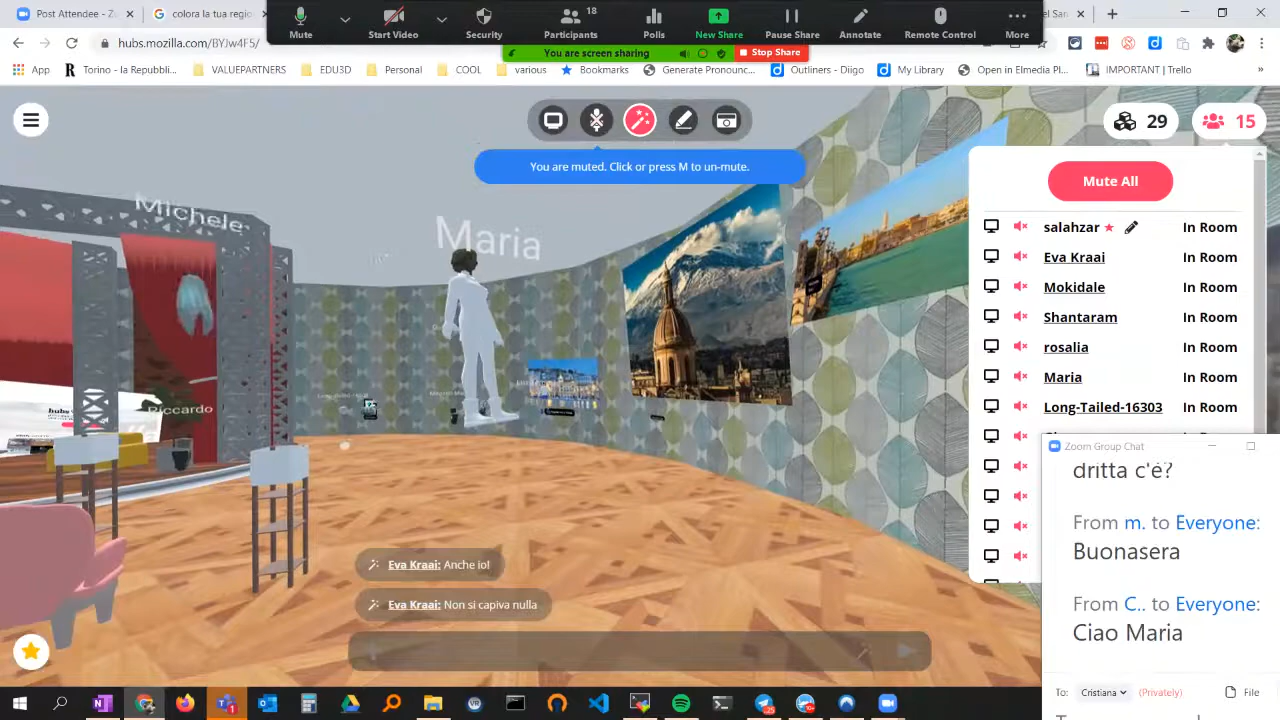 Post Attendee - Zo
colora la tua region
18
Mute
Start Video
Security
Participants
Polls
New Share
Pause Share
Annotate
Remote Control
More
hubs.mozilla.com/BYJw4F5/
You are screen sharing
Stop Share
App
Torino - la Repubbli...
VALUEPARTNERS
EDU3D
Personal
COOL
various
Bookmarks
Generate Pronounc...
Outliners - Diigo
My Library
Open in Elmedia Pl...
IMPORTANT | Trello
»
29
15
You are muted. Click or press M to un-mute.
Mute All
Michele
Maria
Riccardo
salahzar In Room
Eva Kraai In Room
Mokidale In Room
Shantaram In Room
rosalia In Room
Maria In Room
Long-Tailed-16303 In Room
Zoom Group Chat
dritta c'é?
From m. to Everyone:
Buonasera
From C.. to Everyone:
Ciao Maria
To: Cristiana (Privately) File
Eva Kraai: Anche io!
Eva Kraai: Non si capiva nulla